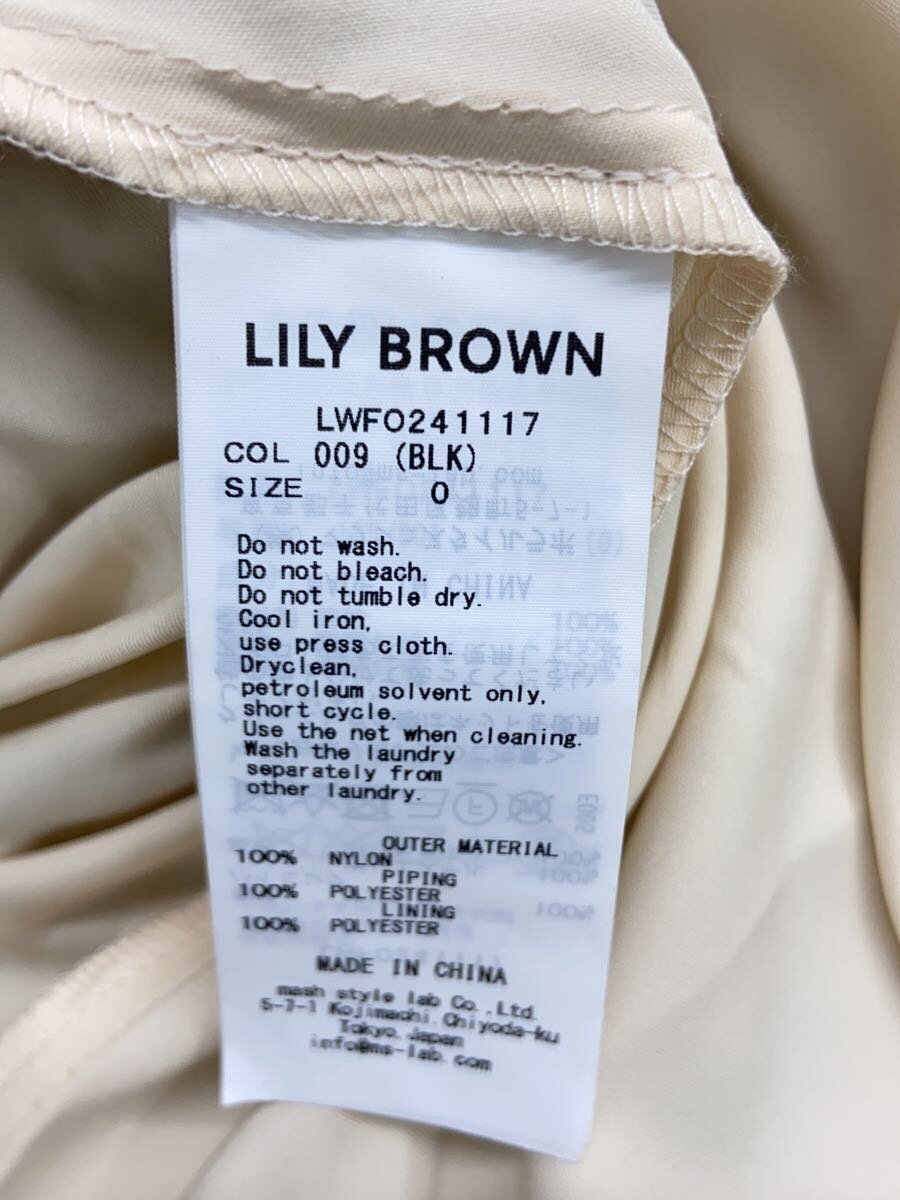 LILY BROWN
LWFO241117
COL 009 (BLK)
SIZE 0
Do not wash.
Do not bleach.
Do not tumble dry.
Cool iron,
use press cloth.
Dryclean,
petroleum solvent only,
short cycle.
Use the net when cleaning.
Wash the laundry
separately from
other laundry.
OUTER MATERIAL
100% NYLON
PIPING
100% POLYESTER
LINING
100% POLYESTER
MADE IN CHINA
mash style lab Co.,Ltd.
5-7-1 Kojimachi,Chiyoda-ku
Tokyo,Japan
info@ms-lab.com